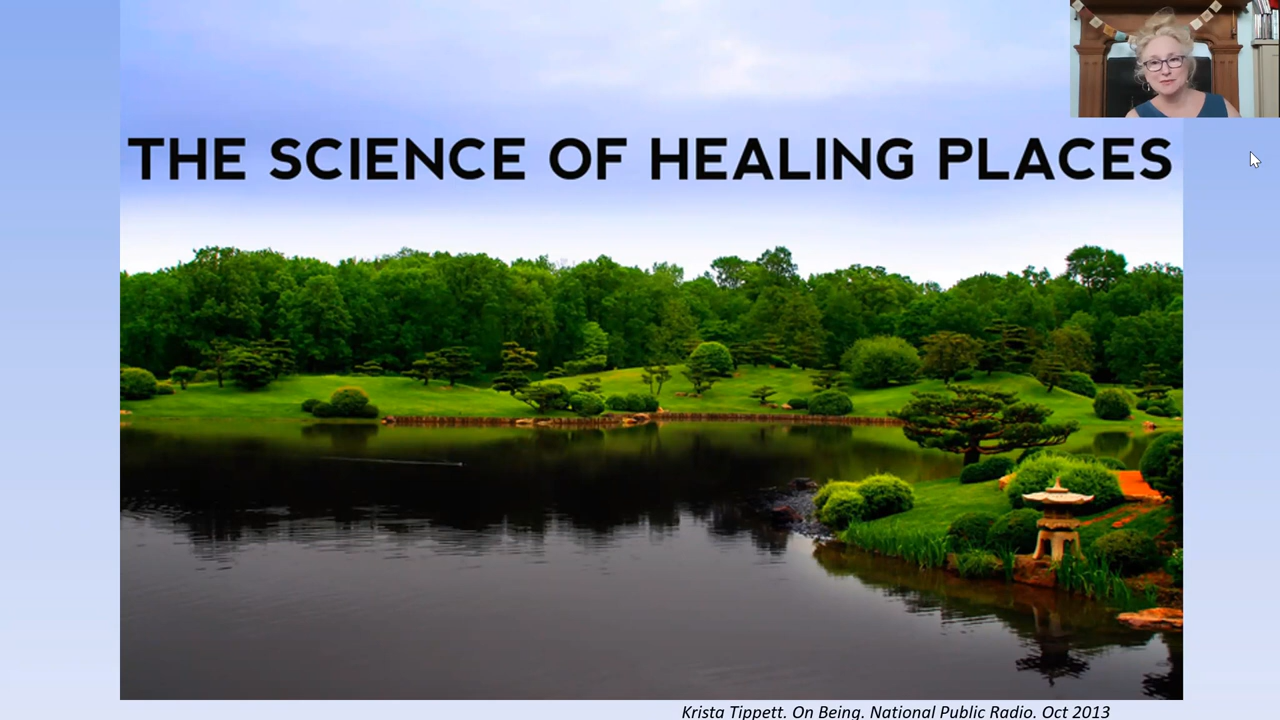 THE SCIENCE OF HEALING PLACES
Krista Tippett. On Being. National Public Radio. Oct 2013